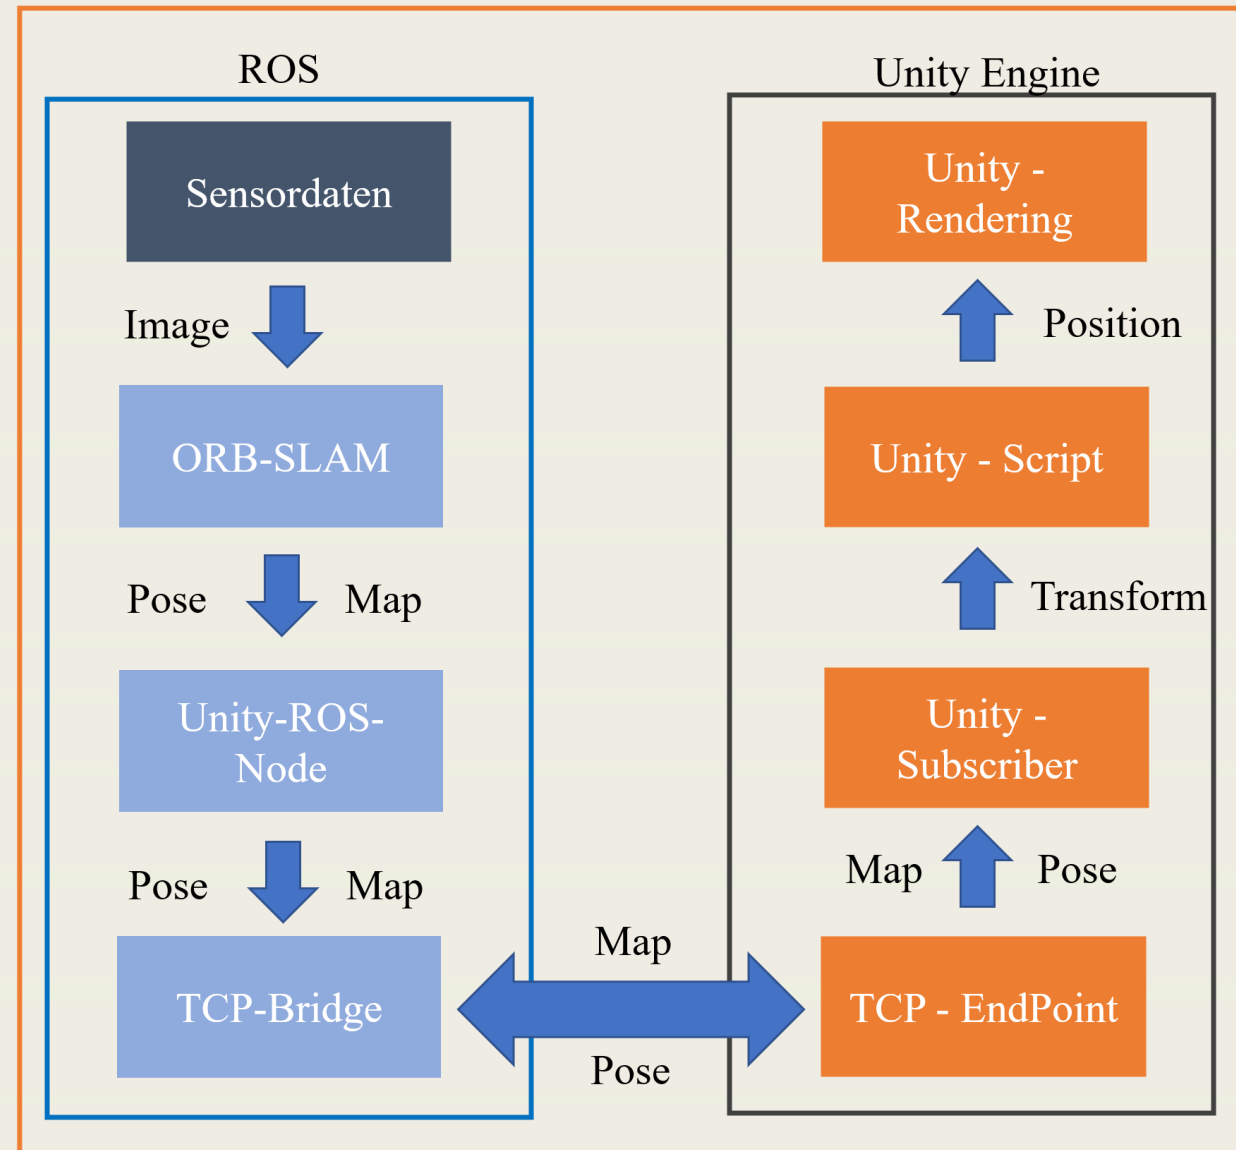 ROS
Sensordaten
Image
ORB-SLAM
Pose Map
Unity-ROS-
Node
Pose Map
TCP-Bridge
Map
Pose
Unity Engine
Unity -
Rendering
Position
Unity - Script
Transform
Unity -
Subscriber
Map Pose
TCP - EndPoint